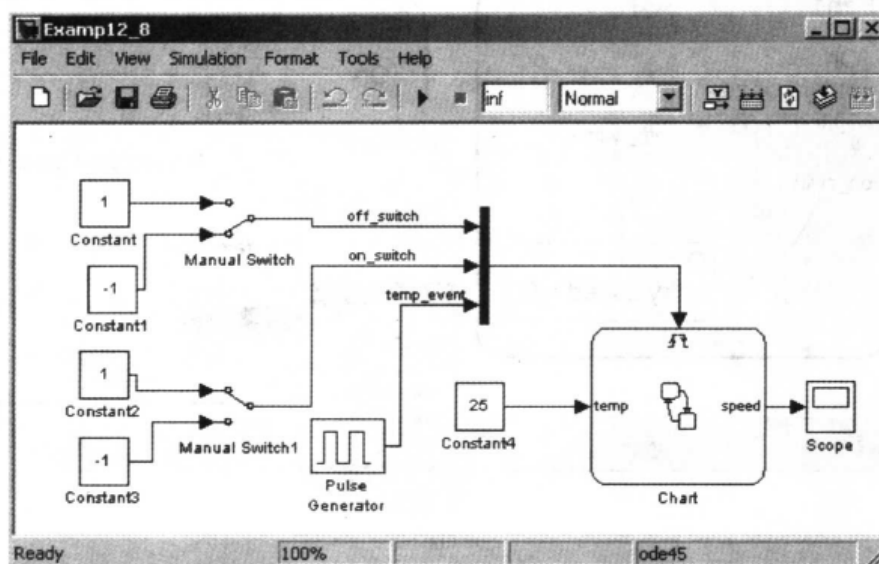 Examp12_8
File Edit View Simulation Format Tools Help
inf Normal
1
Constant
-1
Constant1
Manual Switch
off_switch
on_switch
temp_event
1
Constant2
-1
Constant3
Manual Switch1
Pulse
Generator
25
Constant4
temp
speed
Chart
Scope
Ready 100% ode45